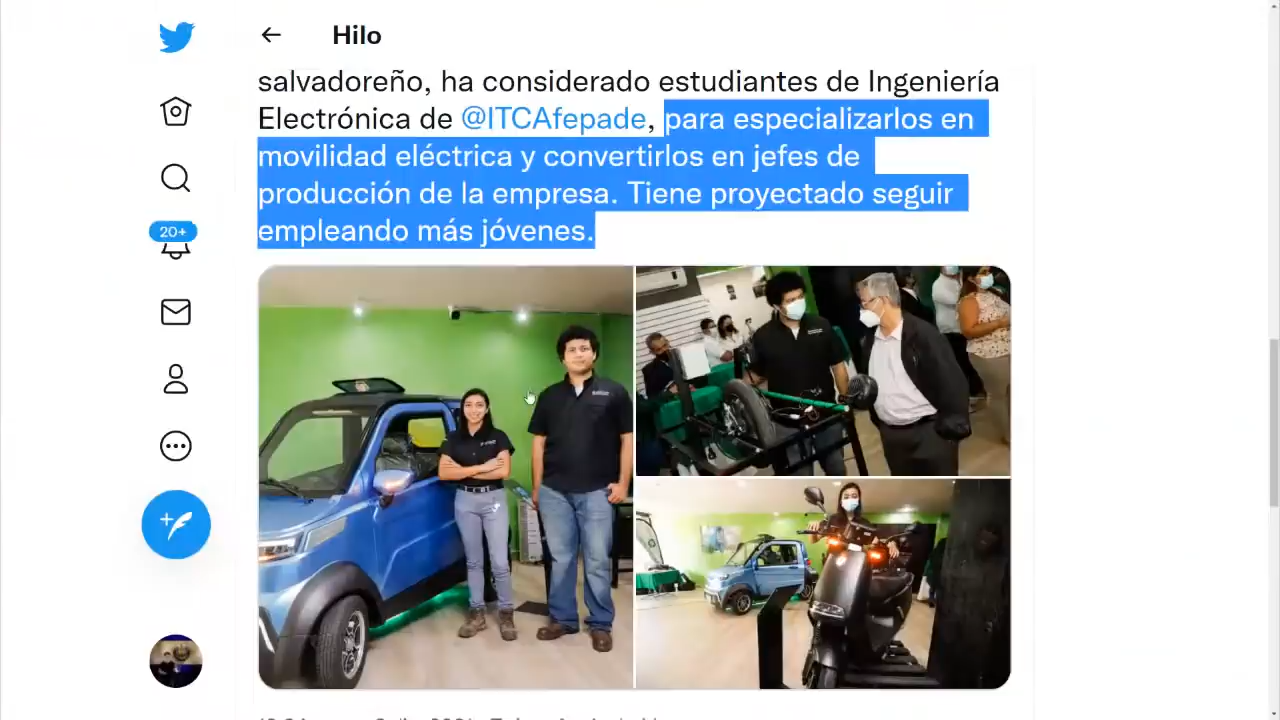 Hilo
salvadoreño, ha considerado estudiantes de Ingeniería
Electrónica de @ITCAfepade, para especializarlos en
movilidad eléctrica y convertirlos en jefes de
producción de la empresa. Tiene proyectado seguir
empleando más jóvenes.
20+